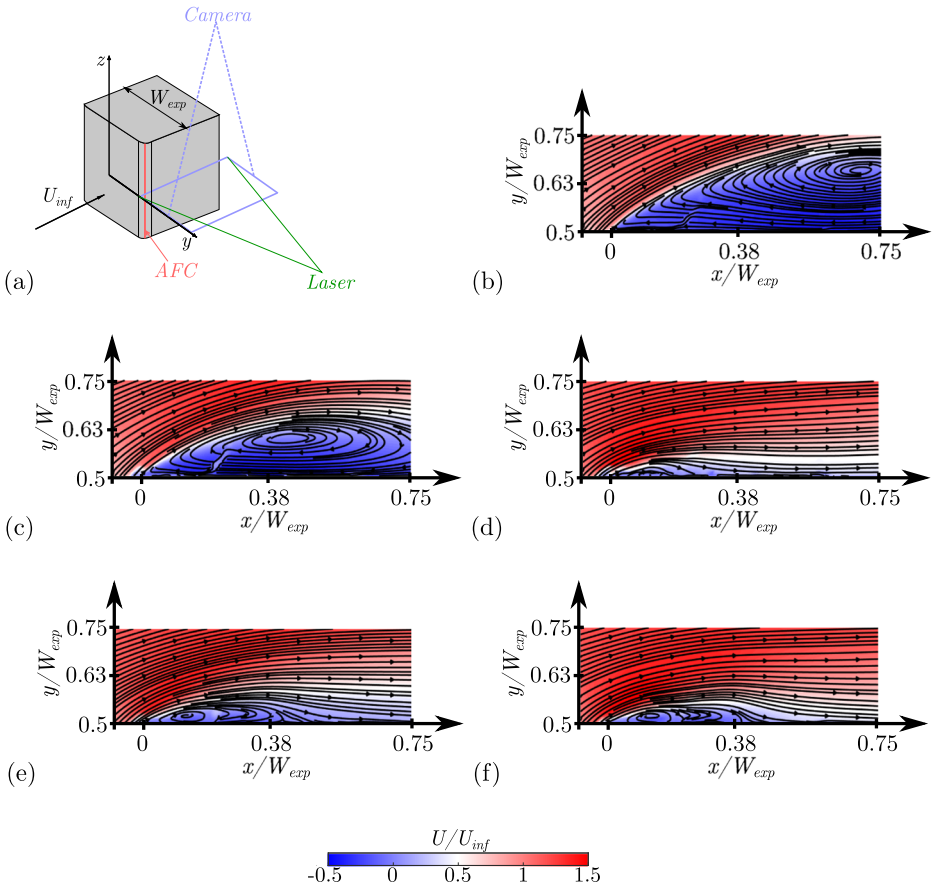 Camera
z
W_exp
U_inf
y
AFC
Laser
(a)
y/W_exp
0.75
0.63
0.5
0
0.38
0.75
x/W_exp
(b)
y/W_exp
0.75
0.63
0.5
0
0.38
0.75
x/W_exp
(c)
y/W_exp
0.75
0.63
0.5
0
0.38
0.75
x/W_exp
(d)
y/W_exp
0.75
0.63
0.5
0
0.38
0.75
x/W_exp
(e)
y/W_exp
0.75
0.63
0.5
0
0.38
0.75
x/W_exp
(f)
U/U_inf
-0.5 0 0.5 1 1.5